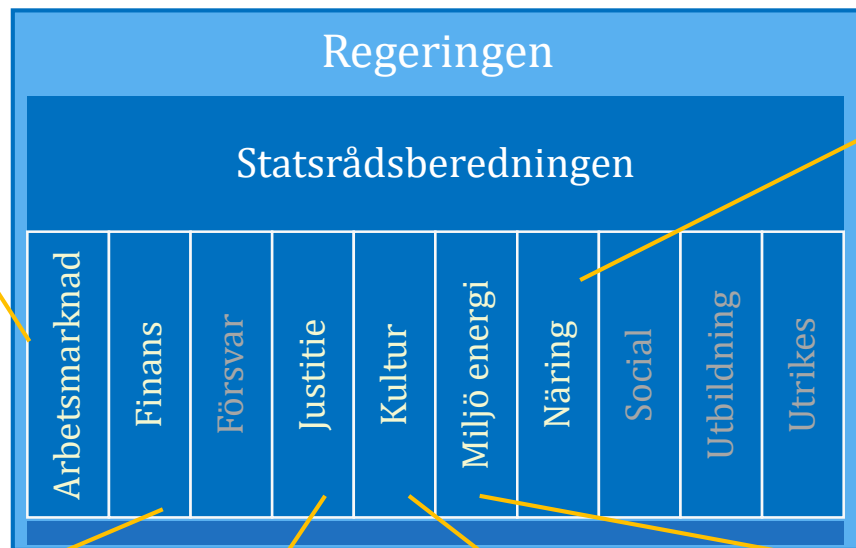 Regeringen
Statsrådsberedningen
Arbetsmarknad
Finans
Försvar
Justitie
Kultur
Miljö energi
Näring
Social
Utbildning
Utrikes